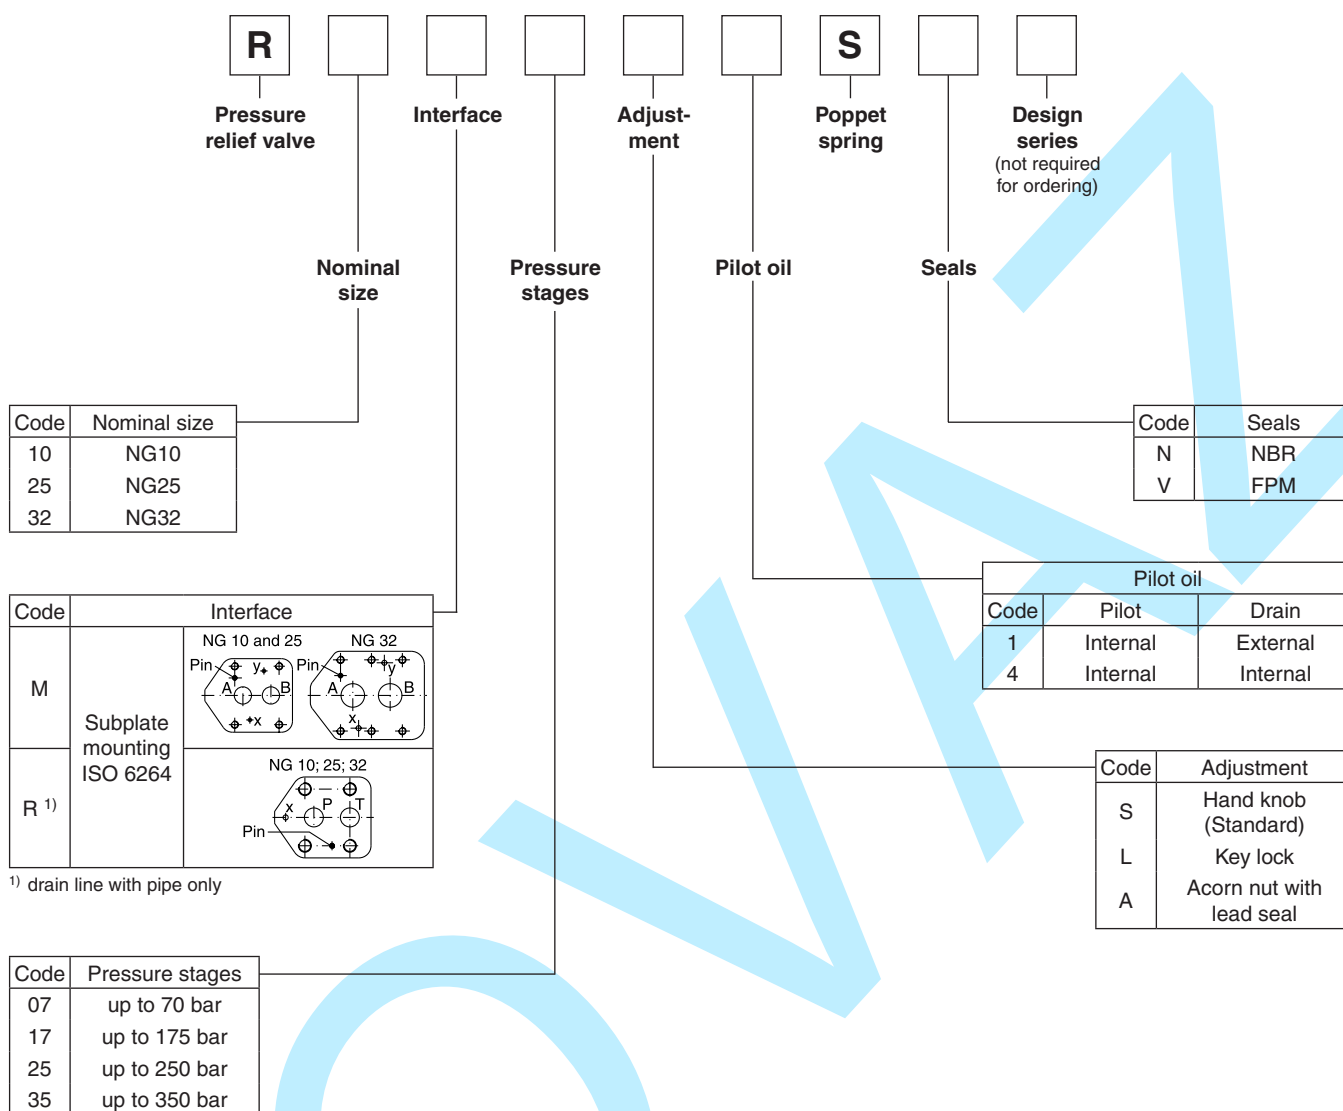 R
S
Pressure
relief valve
Interface
Adjust-
ment
Poppet
spring
Design
series
(not required
for ordering)
Nominal
size
Pressure
stages
Pilot oil
Seals
Code Nominal size
10 NG10
25 NG25
32 NG32
Code Seals
N NBR
V FPM
Pilot oil
Code Pilot Drain
1 Internal External
4 Internal Internal
Code Interface
M
Subplate
mounting
ISO 6264
NG 10 and 25
Pin
y
A
B
x
NG 32
Pin
y
A
B
x
R 1)
NG 10; 25; 32
x
P
T
Pin
1) drain line with pipe only
Code Adjustment
S Hand knob
(Standard)
L Key lock
A Acorn nut with
lead seal
Code Pressure stages
07 up to 70 bar
17 up to 175 bar
25 up to 250 bar
35 up to 350 bar